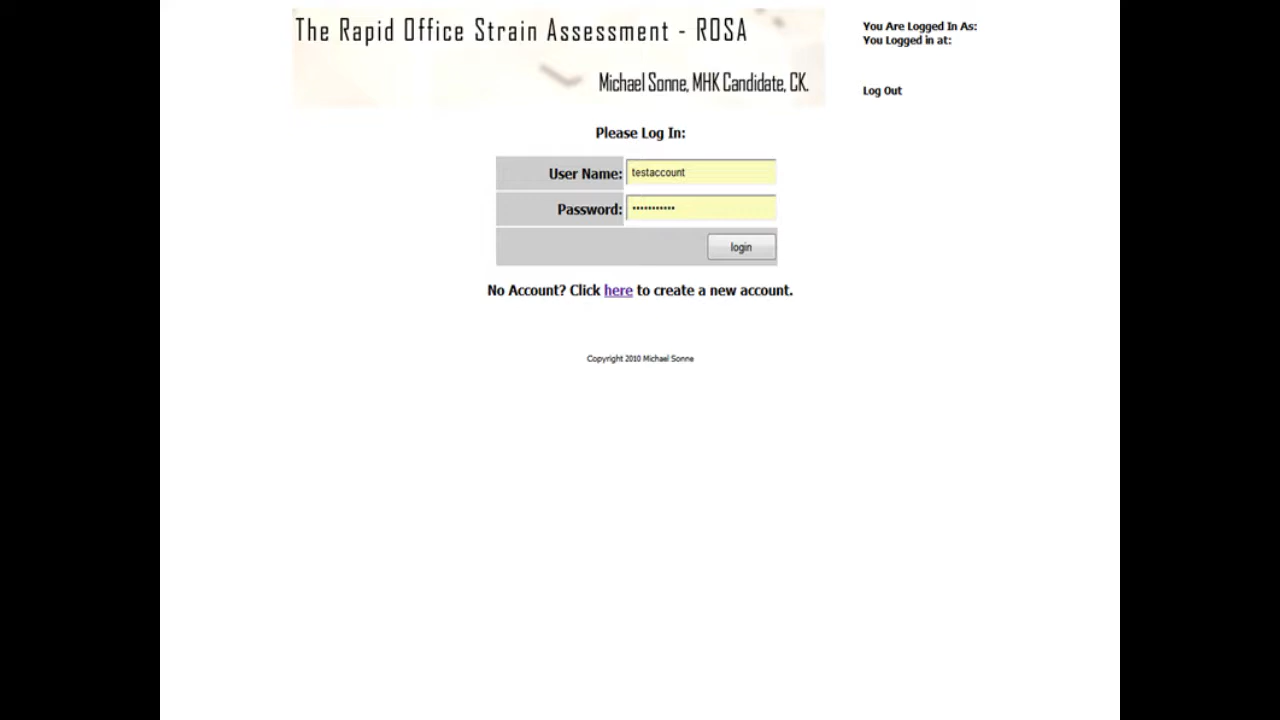 The Rapid Office Strain Assessment - ROSA
Michael Sonne, MHK Candidate, CK.
You Are Logged In As:
You Logged in at:
Log Out
Please Log In:
User Name: testaccount
Password: •••••••••••
login
No Account? Click here to create a new account.
Copyright 2010 Michael Sonne